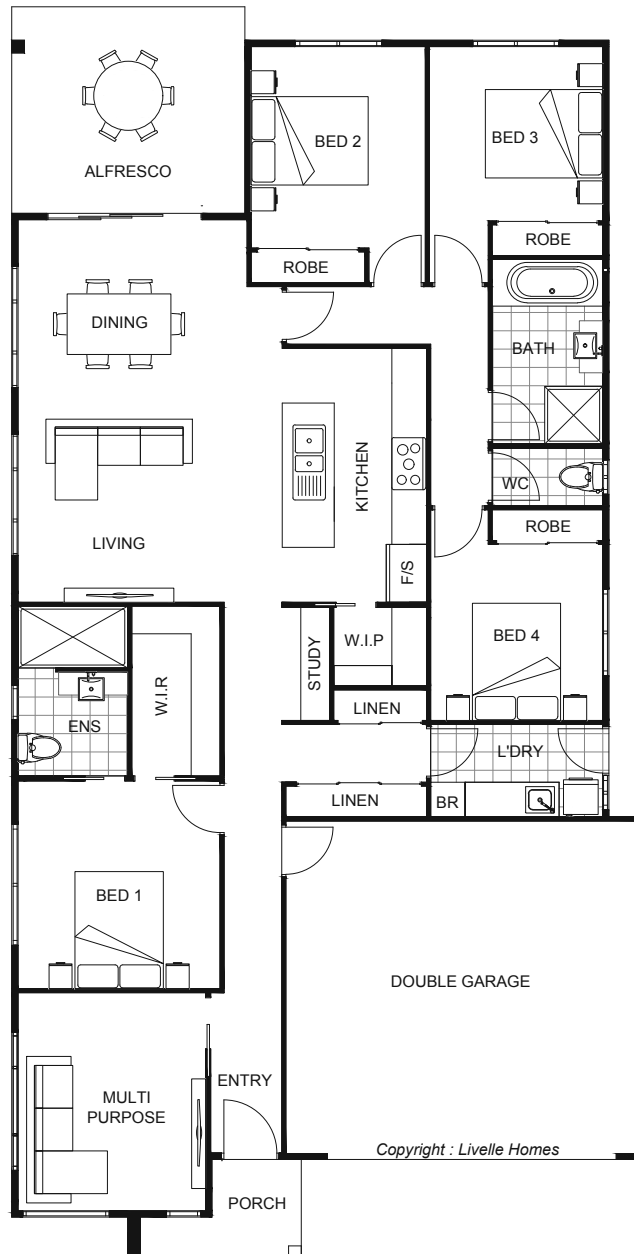 ALFRESCO
BED 2
BED 3
ROBE
ROBE
DINING
BATH
KITCHEN
WC
LIVING
F/S
ROBE
STUDY
W.I.P
BED 4
W.I.R
ENS
LINEN
L'DRY
LINEN
BR
BED 1
DOUBLE GARAGE
ENTRY
MULTI
PURPOSE
Copyright : Livelle Homes
PORCH